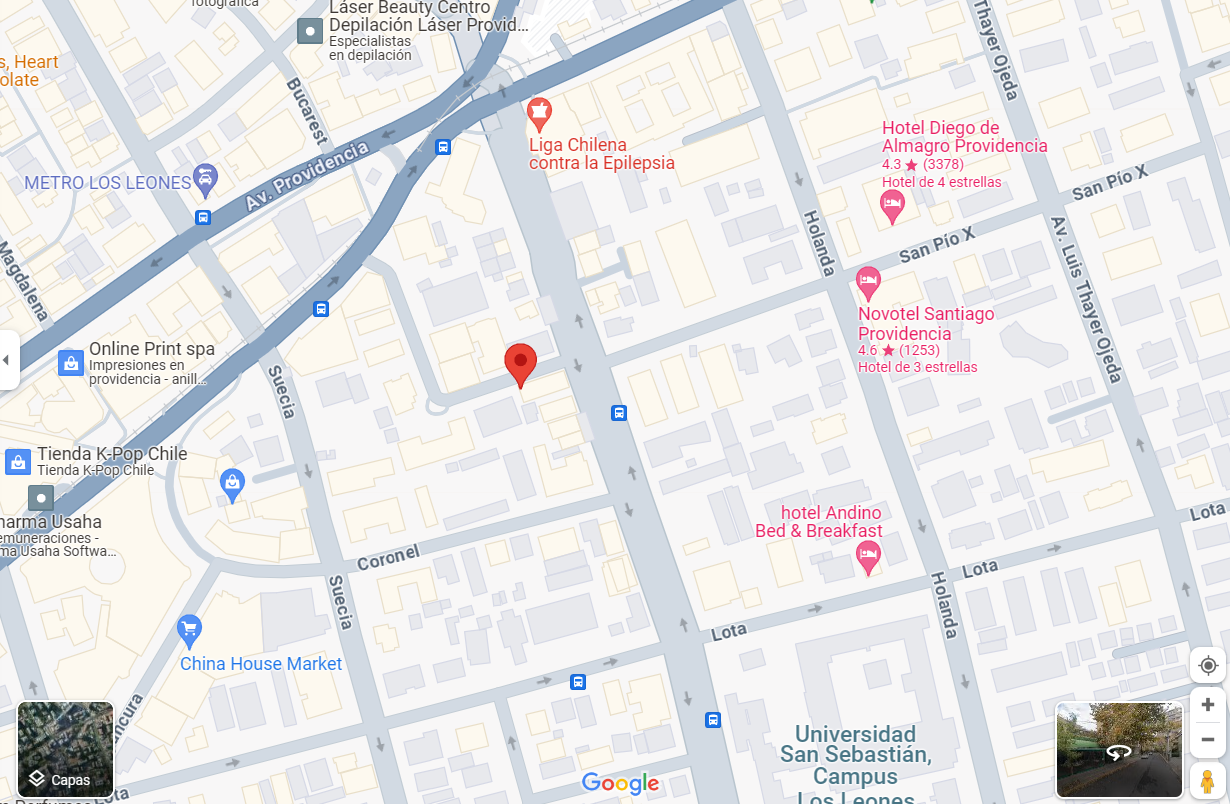 fotográfica
Láser Beauty Centro
Depilación Láser Provid...
Especialistas
en depilación
s, Heart
olate
Bucarest
Thayer Ojeda
Liga Chilena
contra la Epilepsia
Hotel Diego de
Almagro Providencia
4.3 ★ (3378)
Hotel de 4 estrellas
METRO LOS LEONES
Av. Providencia
San Pío X
Magdalena
Holanda
San Pío X
Av. Luis Thayer Ojeda
Novotel Santiago
Providencia
4.6 ★ (1253)
Hotel de 3 estrellas
Online Print spa
Impresiones en
providencia - anill...
Suecia
Tienda K-Pop Chile
Tienda K-Pop Chile
harma Usaha
emuneraciones -
ma Usaha Softwa...
hotel Andino
Bed & Breakfast
Lota
Coronel
Lota
Suecia
Holanda
Lota
China House Market
ncura
Universidad
San Sebastián,
Campus
Los Leones
Capas
Google
ota